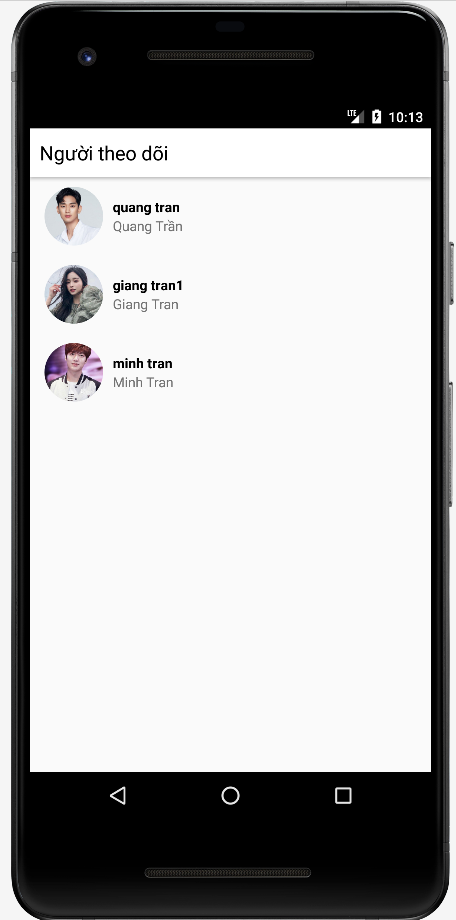 LTE 10:13
Người theo dõi
quang tran
Quang Trần
giang tran1
Giang Tran
minh tran
Minh Tran